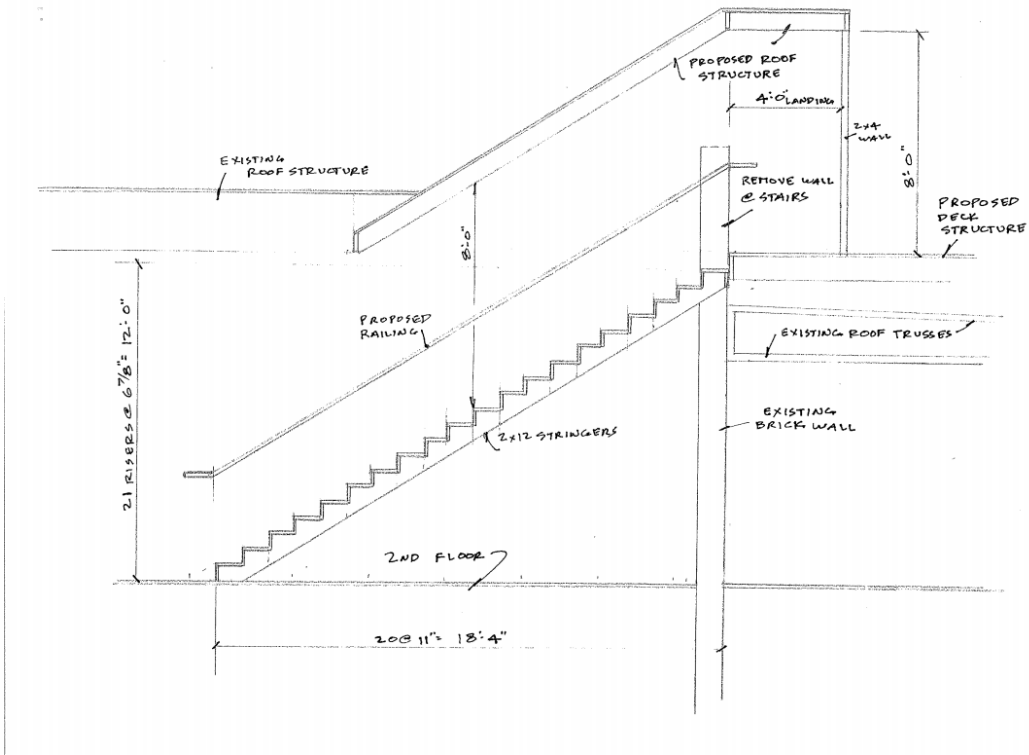 PROPOSED ROOF
STRUCTURE
4'-0" LANDING
2x4
WALL
8'-0"
EXISTING
ROOF STRUCTURE
REMOVE WALL
@ STAIRS
PROPOSED
DECK
STRUCTURE
8'-0"
PROPOSED
RAILING
EXISTING ROOF TRUSSES
21 RISERS @ 6 7/8" = 12'-0"
2x12 STRINGERS
EXISTING
BRICK WALL
2ND FLOOR
20@ 11" = 18'-4"